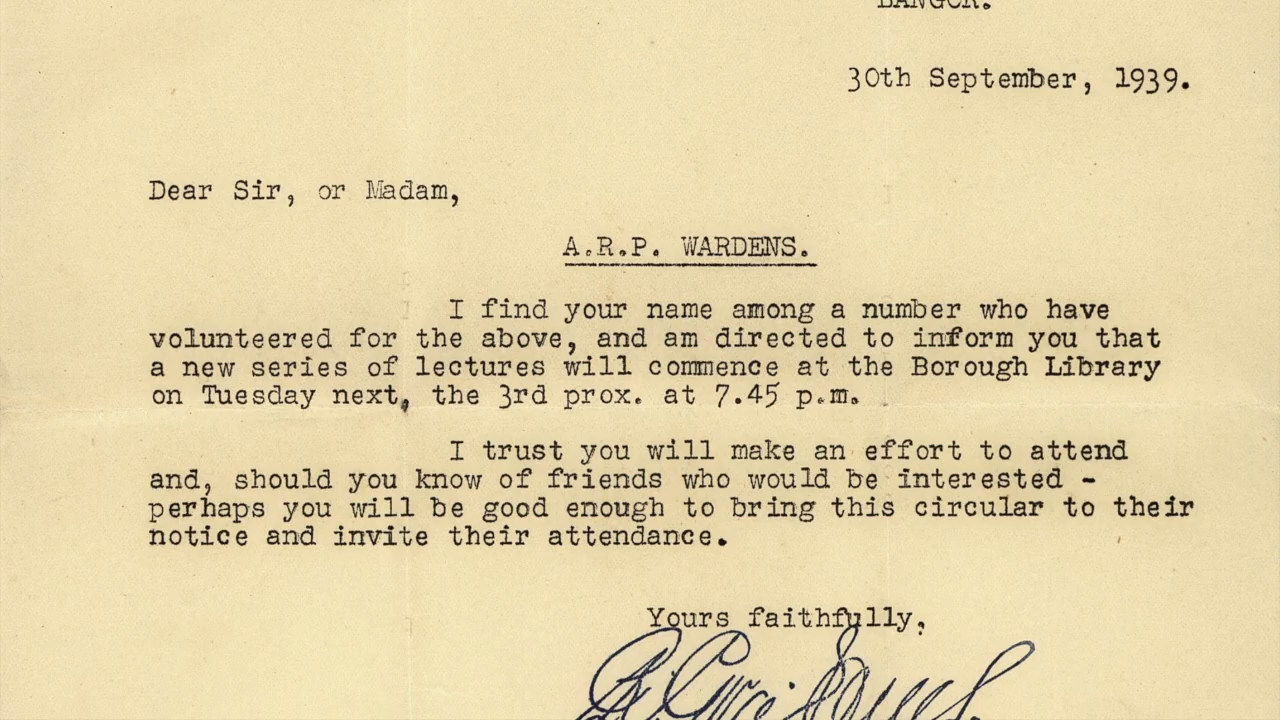 BANGOR.
30th September, 1939.
Dear Sir, or Madam,
A.R.P. WARDENS.
I find your name among a number who have
volunteered for the above, and am directed to inform you that
a new series of lectures will commence at the Borough Library
on Tuesday next, the 3rd prox. at 7.45 p.m.
I trust you will make an effort to attend
and, should you know of friends who would be interested -
perhaps you will be good enough to bring this circular to their
notice and invite their attendance.
Yours faithfully,